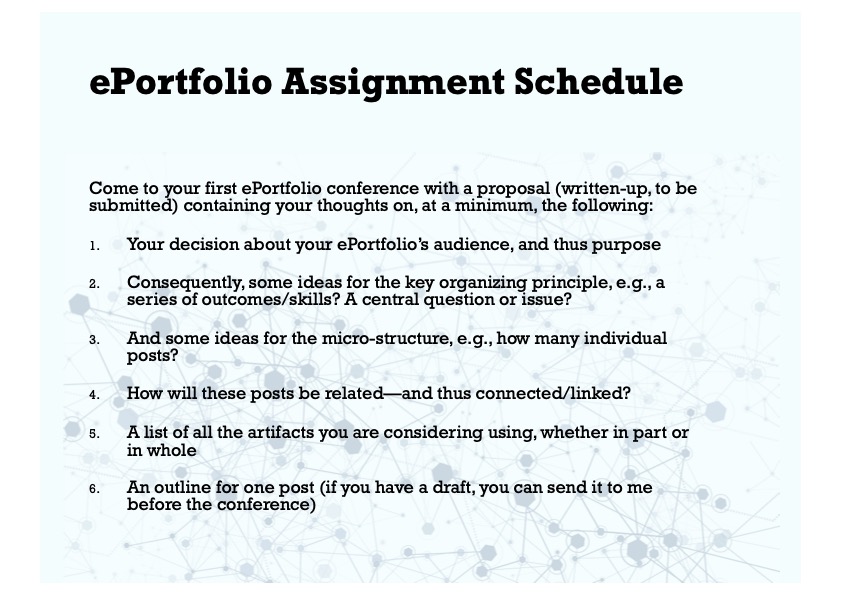 ePortfolio Assignment Schedule
Come to your first ePortfolio conference with a proposal (written-up, to be
submitted) containing your thoughts on, at a minimum, the following:
1. Your decision about your ePortfolio’s audience, and thus purpose
2. Consequently, some ideas for the key organizing principle, e.g., a
series of outcomes/skills? A central question or issue?
3. And some ideas for the micro-structure, e.g., how many individual
posts?
4. How will these posts be related—and thus connected/linked?
5. A list of all the artifacts you are considering using, whether in part or
in whole
6. An outline for one post (if you have a draft, you can send it to me
before the conference)